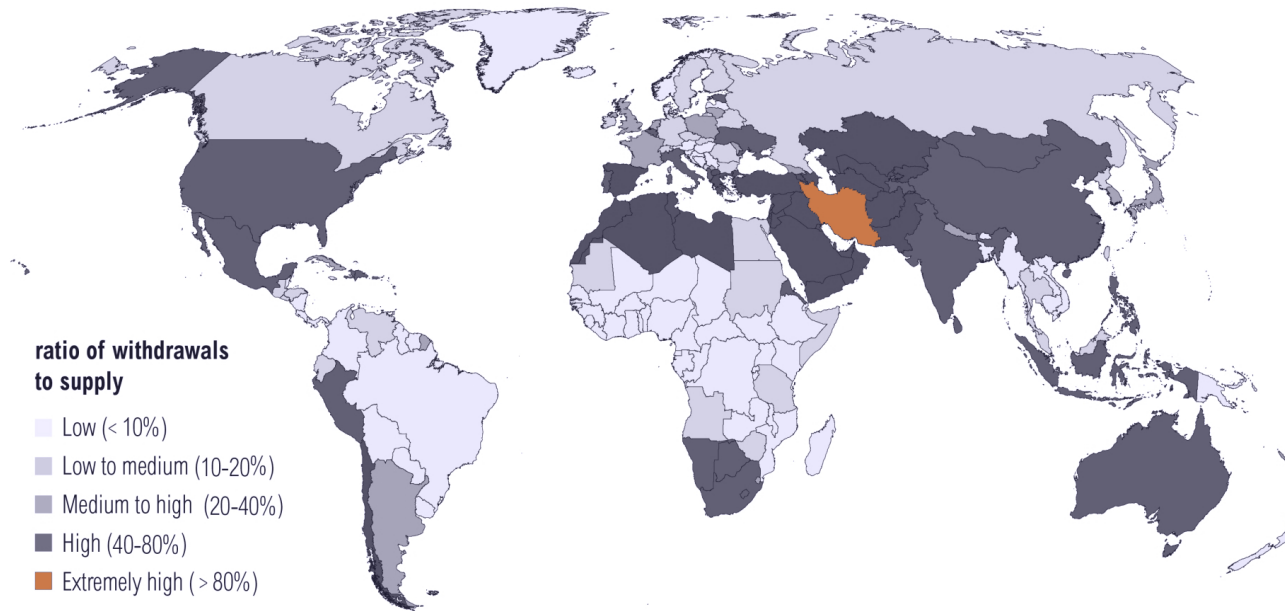 ratio of withdrawals
to supply
Low (< 10%)
Low to medium (10-20%)
Medium to high (20-40%)
High (40-80%)
Extremely high ( > 80%)